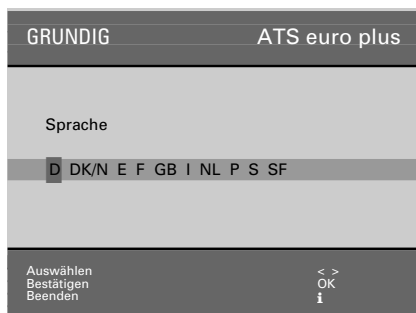 GRUNDIG ATS euro plus
Sprache
D DK/N E F GB I NL P S SF
Auswählen < >
Bestätigen OK
Beenden i